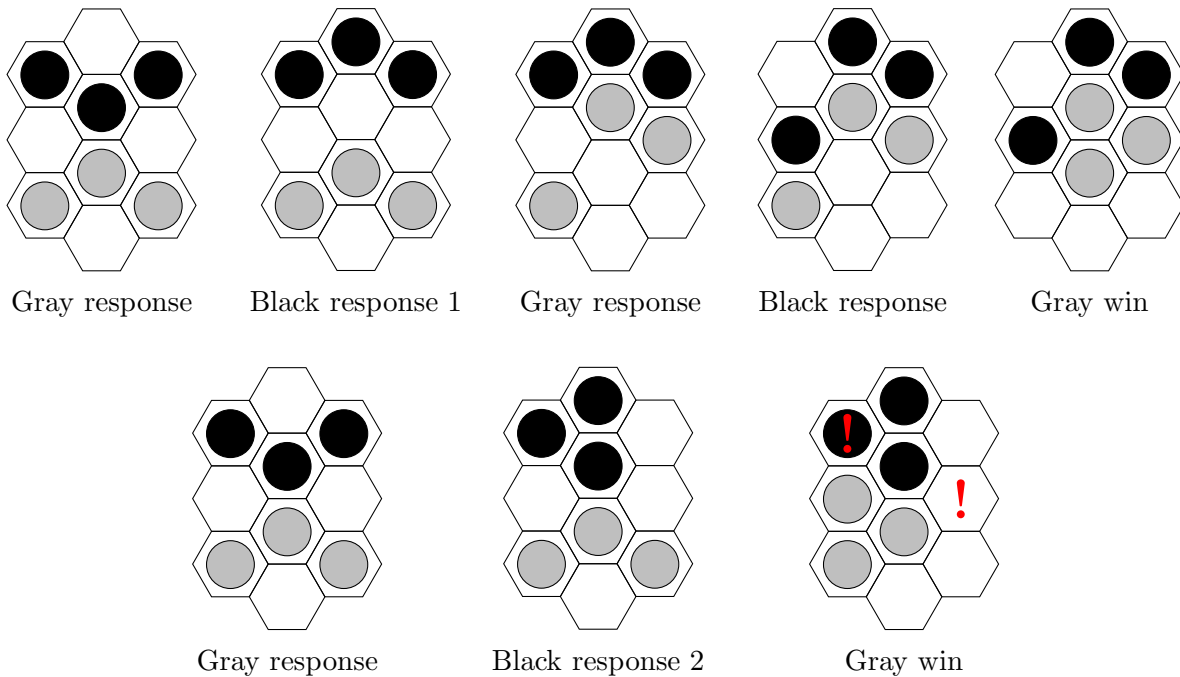 Gray response
Black response 1
Gray response
Black response
Gray win
! !
Gray response
Black response 2
Gray win